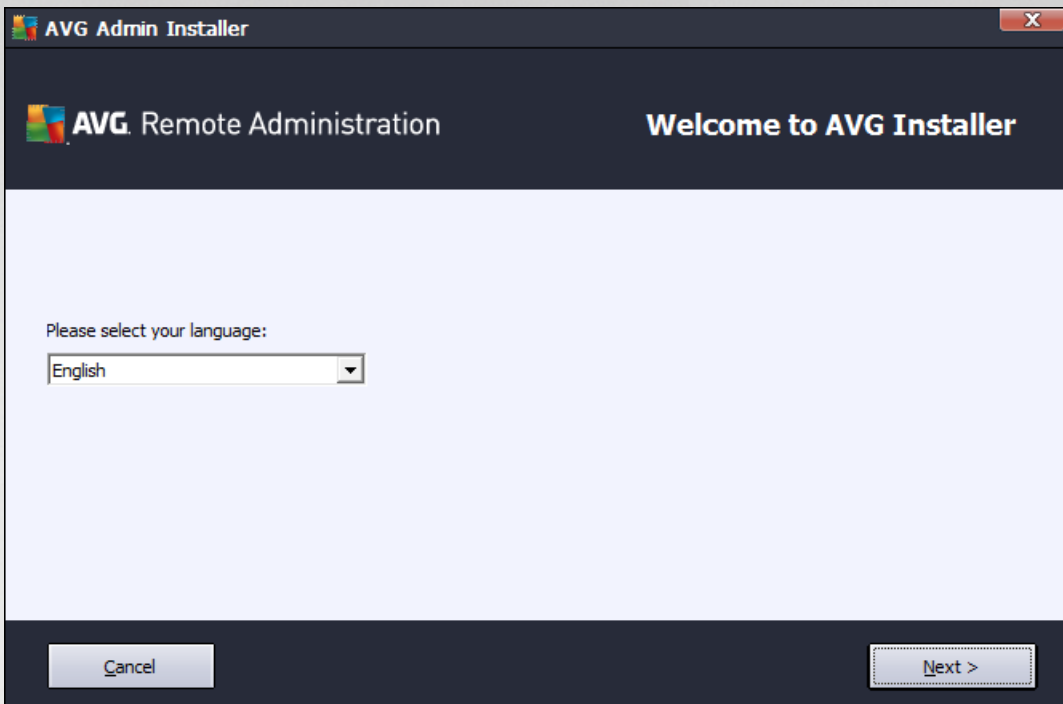 AVG Admin Installer
X
AVG. Remote Administration
Welcome to AVG Installer
Please select your language:
English
Cancel
Next >